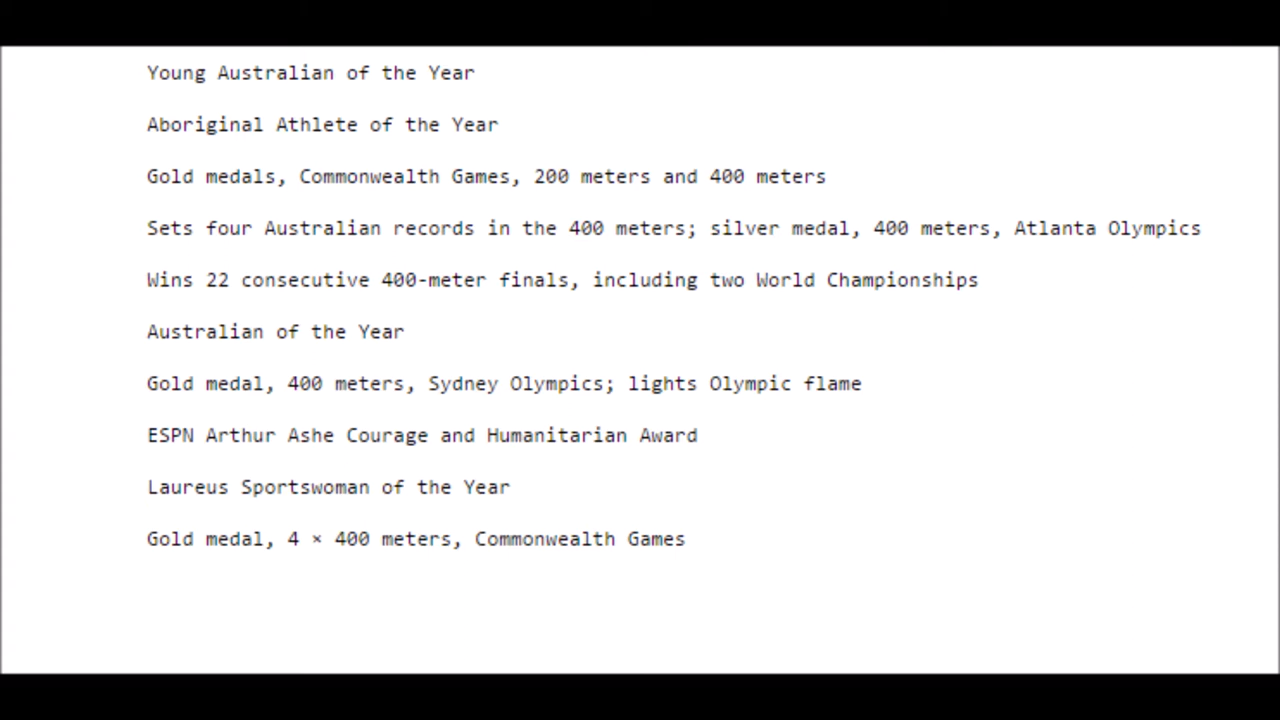 Young Australian of the Year
Aboriginal Athlete of the Year
Gold medals, Commonwealth Games, 200 meters and 400 meters
Sets four Australian records in the 400 meters; silver medal, 400 meters, Atlanta Olympics
Wins 22 consecutive 400-meter finals, including two World Championships
Australian of the Year
Gold medal, 400 meters, Sydney Olympics; lights Olympic flame
ESPN Arthur Ashe Courage and Humanitarian Award
Laureus Sportswoman of the Year
Gold medal, 4 × 400 meters, Commonwealth Games